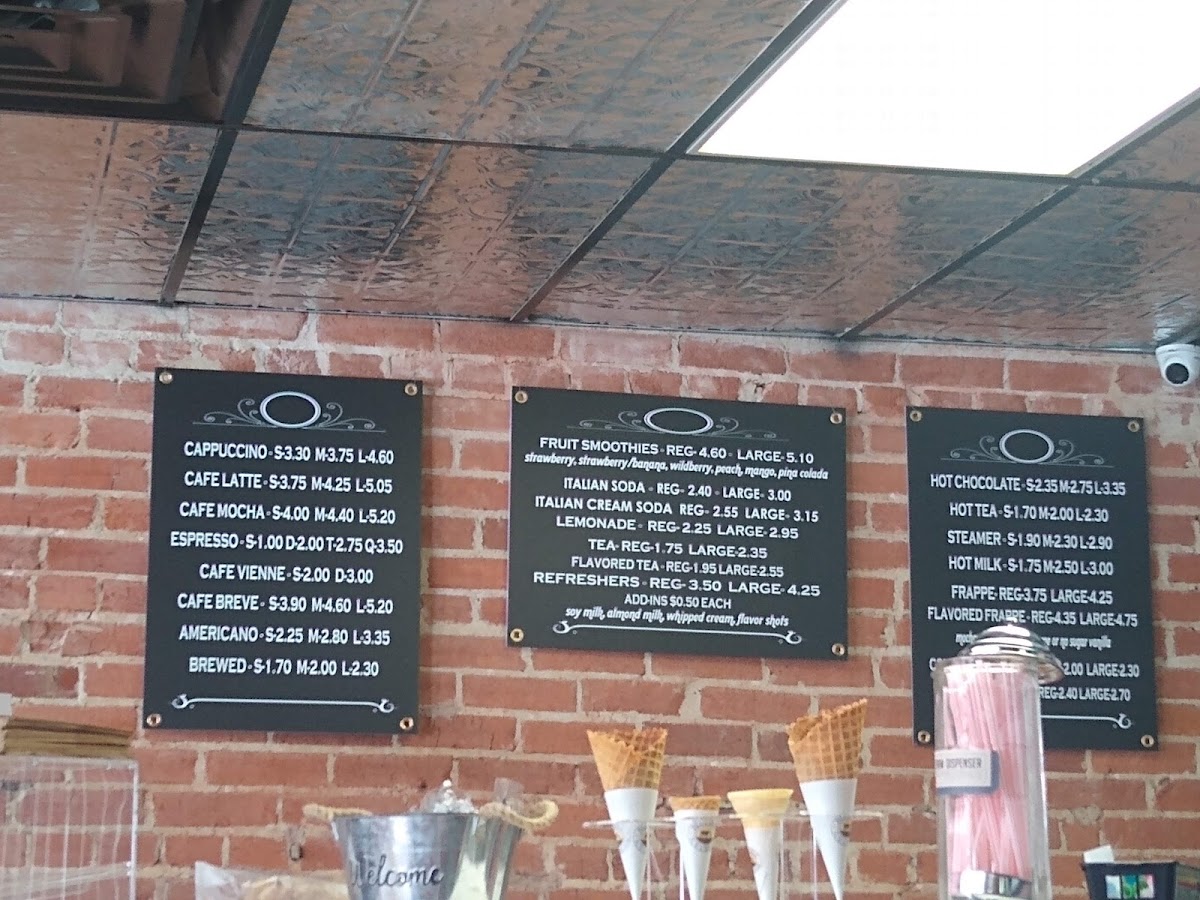 CAPPUCCINO - S-3.30 M-3.75 L-4.60
CAFE LATTE - S-3.75 M-4.25 L-5.05
CAFE MOCHA - S-4.00 M-4.40 L-5.20
ESPRESSO - S-1.00 D-2.00 T-2.75 Q-3.50
CAFE VIENNE - S-2.00 D-3.00
CAFE BREVE - S-3.90 M-4.60 L-5.20
AMERICANO - S-2.25 M-2.80 L-3.35
BREWED - S-1.70 M-2.00 L-2.30
FRUIT SMOOTHIES - REG- 4.60 - LARGE- 5.10
strawberry, strawberry/banana, wildberry, peach, mango, pina colada
ITALIAN SODA - REG- 2.40 - LARGE- 3.00
ITALIAN CREAM SODA REG- 2.55 LARGE- 3.15
LEMONADE - REG-2.25 LARGE-2.95
TEA- REG-1.75 LARGE-2.35
FLAVORED TEA - REG-1.95 LARGE-2.55
REFRESHERS - REG- 3.50 LARGE- 4.25
ADD-INS $0.50 EACH
soy milk, almond milk, whipped cream, flavor shots
HOT CHOCOLATE - S-2.35 M-2.75 L-3.35
HOT TEA - S-1.70 M-2.00 L-2.30
STEAMER - S-1.90 M-2.30 L-2.90
HOT MILK - S-1.75 M-2.50 L-3.00
FRAPPE- REG-3.75 LARGE-4.25
FLAVORED FRAPPE - REG-4.35 LARGE-4.75
or no sugar vanilla
-2.00 LARGE-2.30
REG-2.40 LARGE-2.70
DISPENSER
Welcome